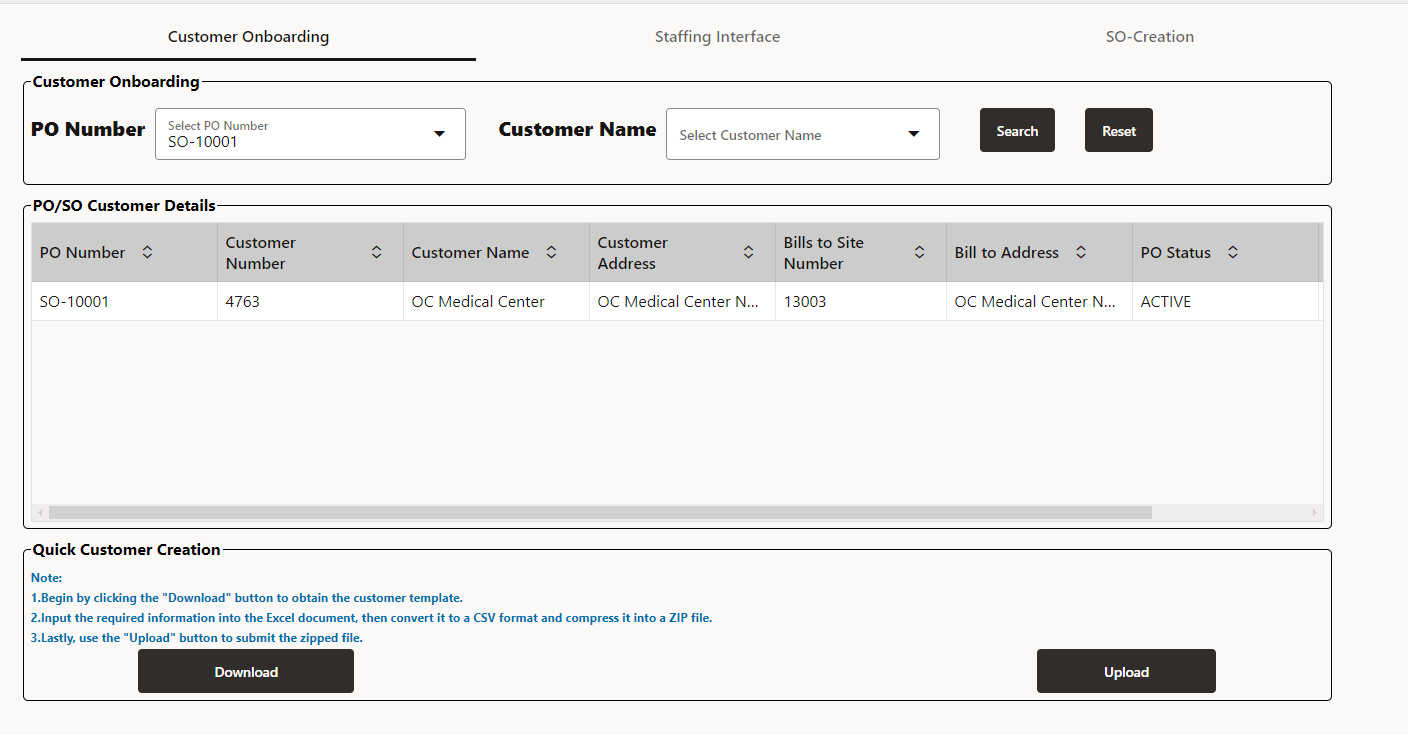 Customer Onboarding
Staffing Interface
SO-Creation
Customer Onboarding
PO Number
Select PO Number
SO-10001
Customer Name
Select Customer Name
Search
Reset
PO/SO Customer Details
PO Number
Customer
Number
Customer Name
Customer
Address
Bills to Site
Number
Bill to Address
PO Status
SO-10001
4763
OC Medical Center
OC Medical Center N...
13003
OC Medical Center N...
ACTIVE
Quick Customer Creation
Note:
1.Begin by clicking the "Download" button to obtain the customer template.
2.Input the required information into the Excel document, then convert it to a CSV format and compress it into a ZIP file.
3.Lastly, use the "Upload" button to submit the zipped file.
Download
Upload